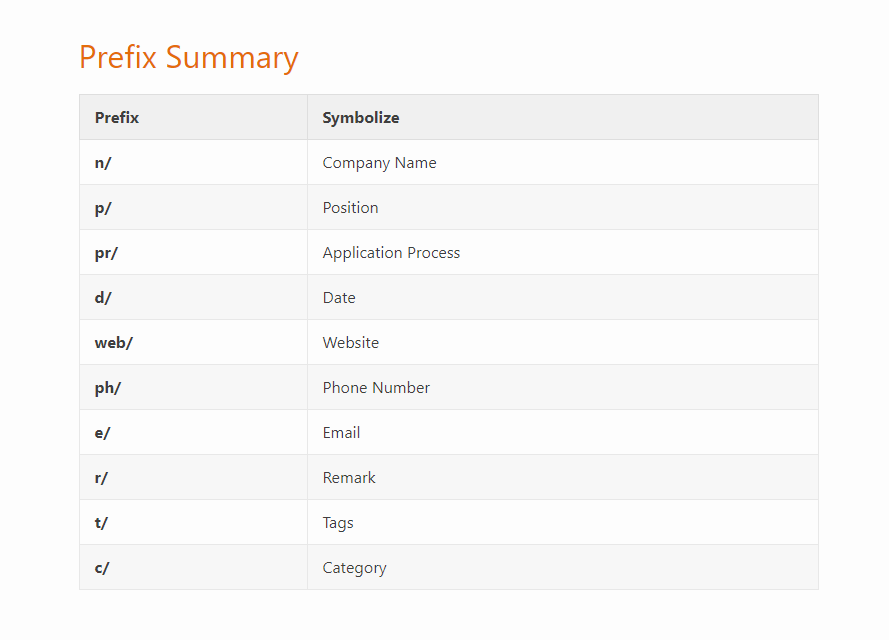 Prefix Summary
Prefix Symbolize
n/ Company Name
p/ Position
pr/ Application Process
d/ Date
web/ Website
ph/ Phone Number
e/ Email
r/ Remark
t/ Tags
c/ Category